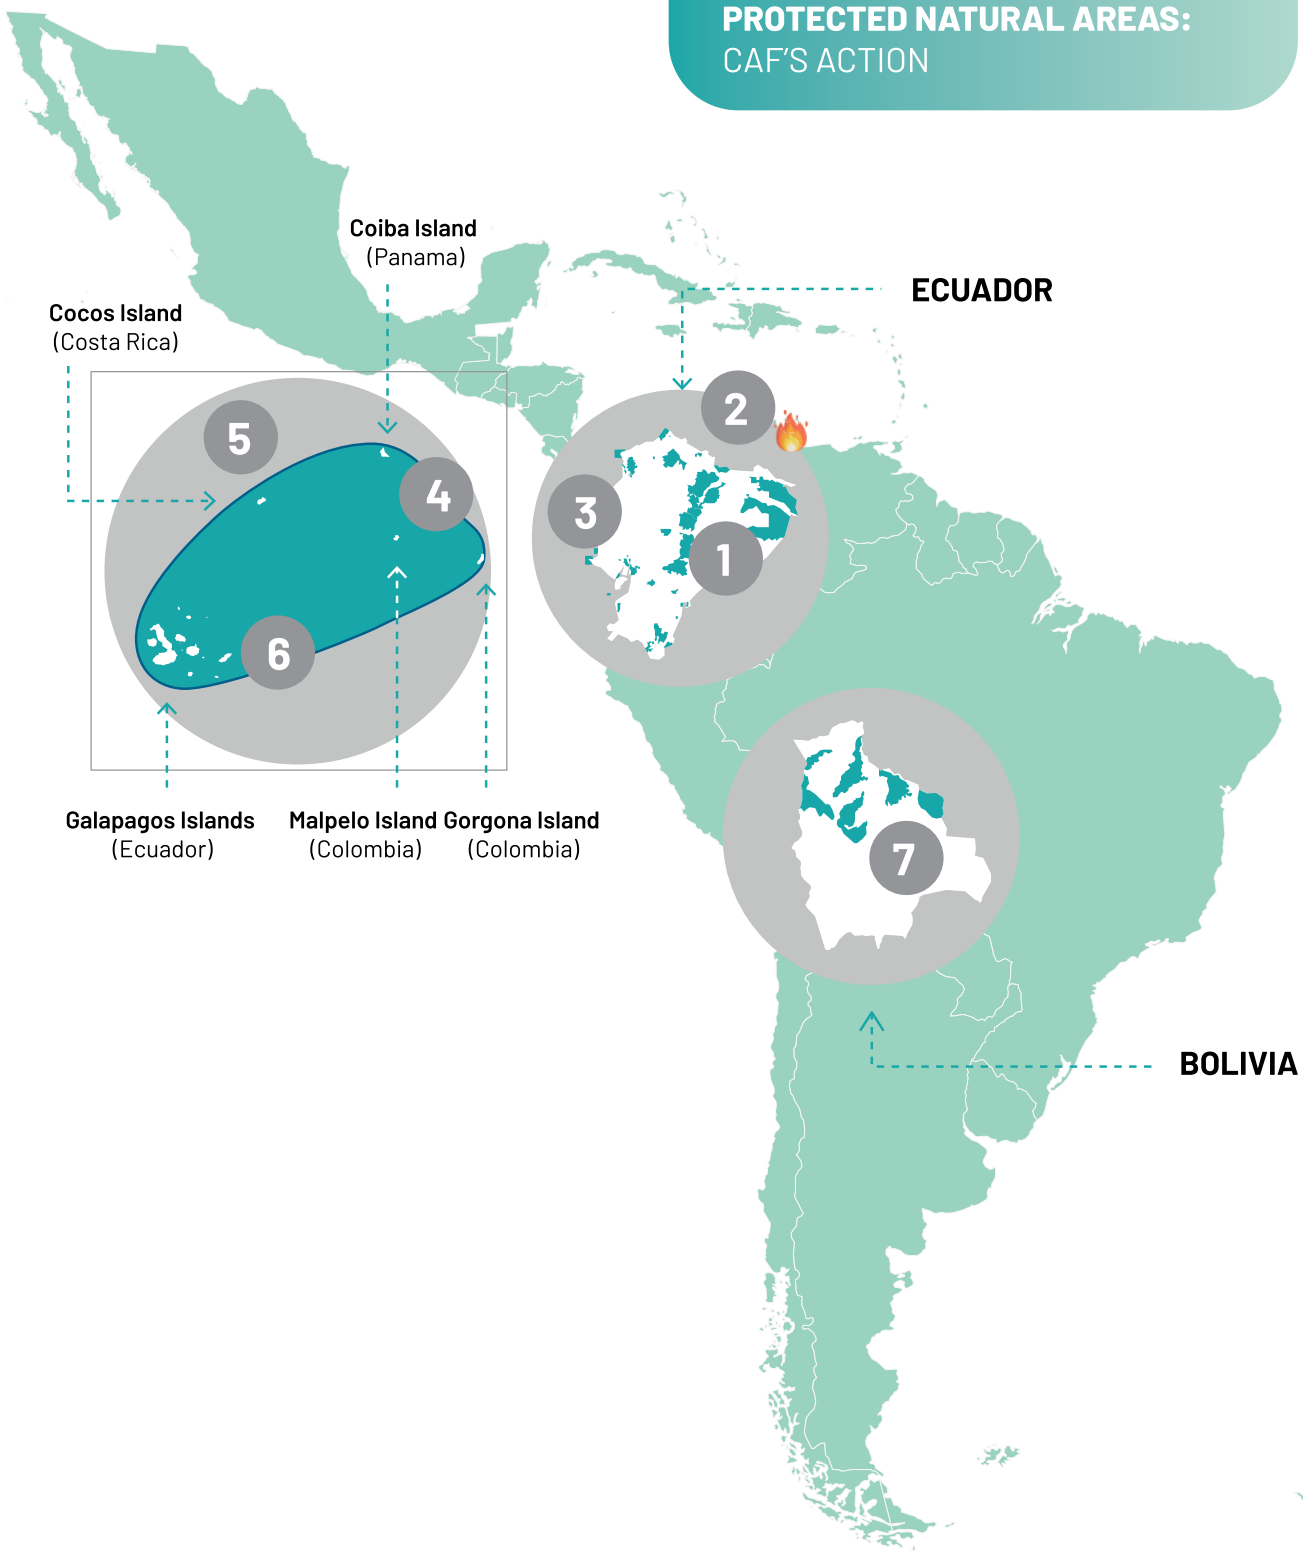 PROTECTED NATURAL AREAS:
CAF'S ACTION
Coiba Island
(Panama)
ECUADOR
Cocos Island
(Costa Rica)
2
5
4
3
1
6
Galapagos Islands
(Ecuador)
Malpelo Island
(Colombia)
Gorgona Island
(Colombia)
7
BOLIVIA